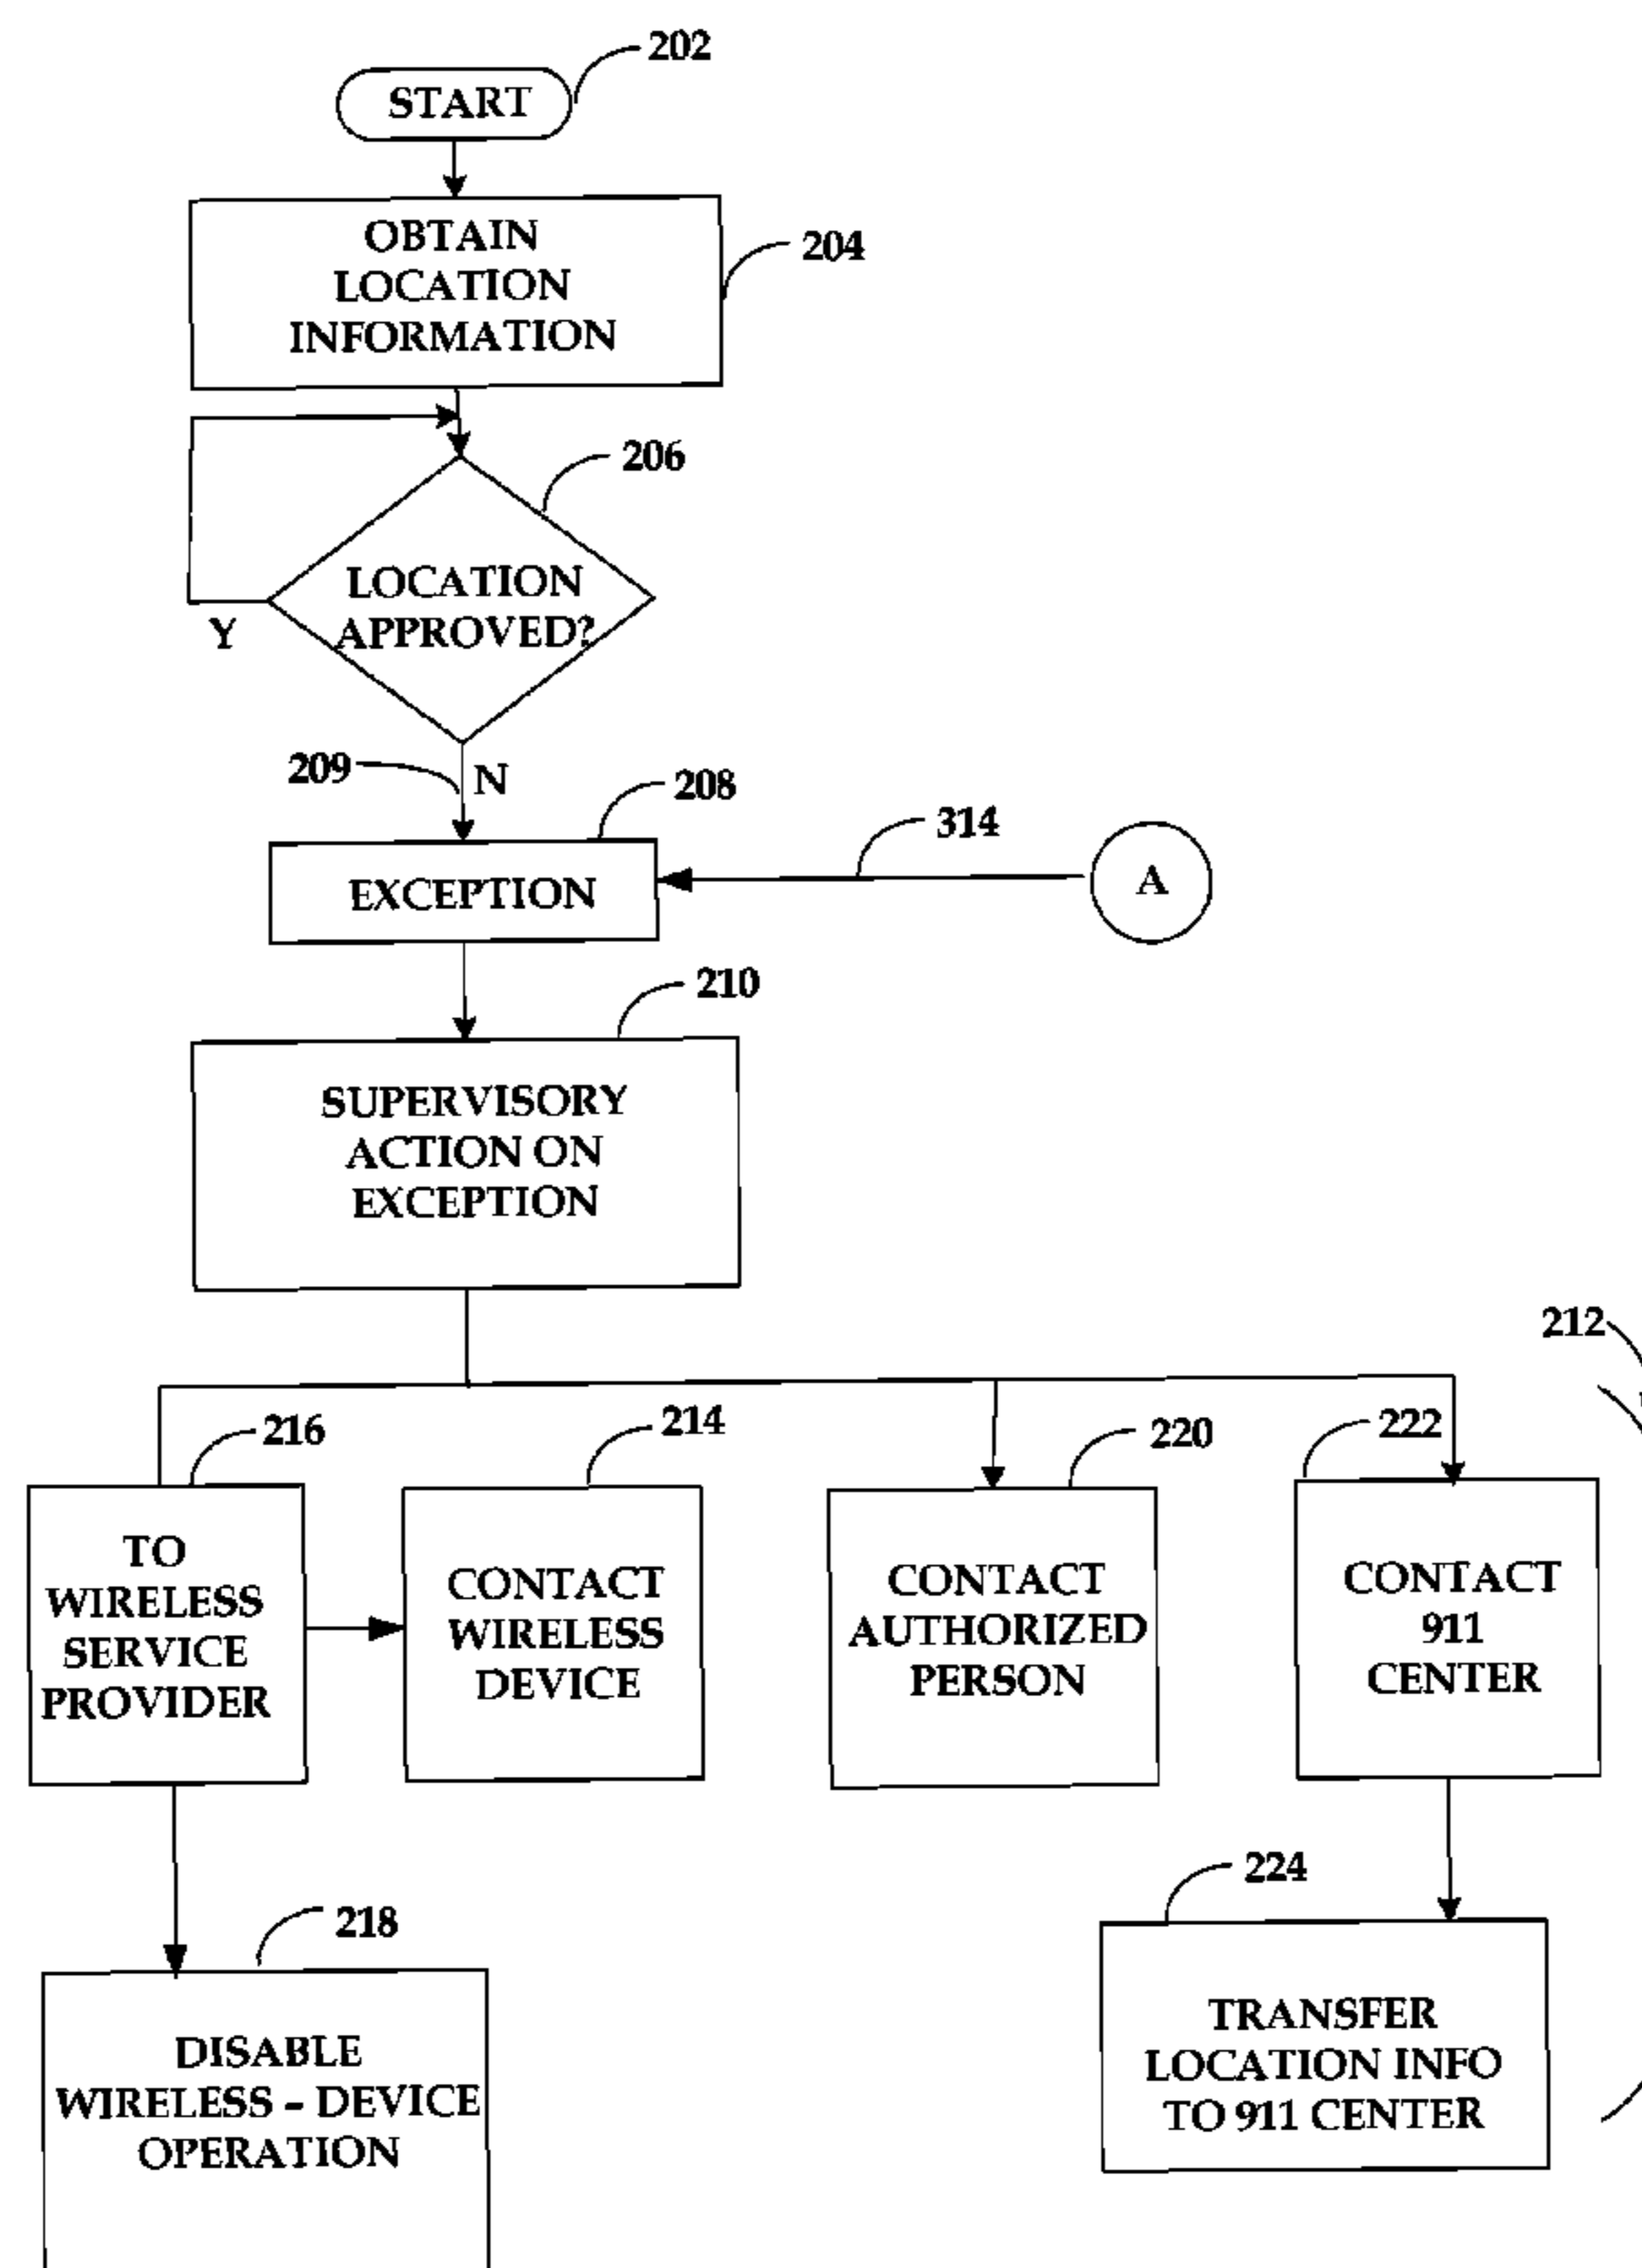 202
START
OBTAIN
LOCATION
INFORMATION
204
206
LOCATION
APPROVED?
Y
209
N
208
314
EXCEPTION
A
210
SUPERVISORY
ACTION ON
EXCEPTION
212
216
214
220
222
TO
WIRELESS
SERVICE
PROVIDER
CONTACT
WIRELESS
DEVICE
CONTACT
AUTHORIZED
PERSON
CONTACT
911
CENTER
224
218
TRANSFER
LOCATION INFO
TO 911 CENTER
DISABLE
WIRELESS – DEVICE
OPERATION